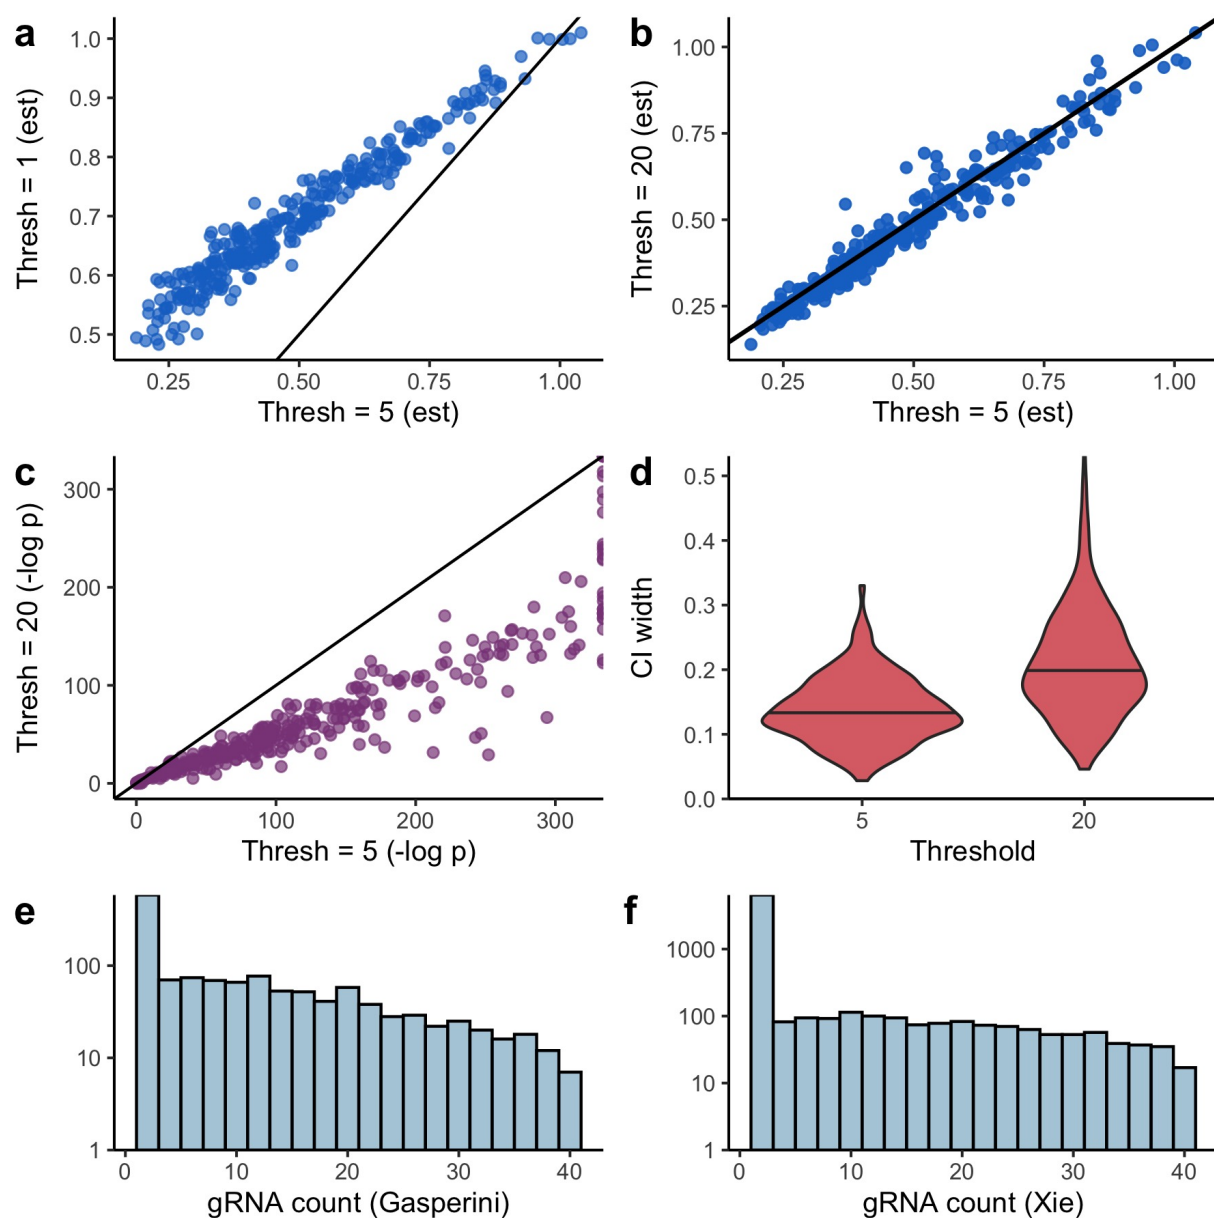 a
1.0
0.9
0.8
0.7
0.6
0.5
Thresh = 1 (est)
0.25 0.50 0.75 1.00
Thresh = 5 (est)
b
1.00
0.75
0.50
0.25
Thresh = 20 (est)
0.25 0.50 0.75 1.00
Thresh = 5 (est)
c
300
200
100
0
Thresh = 20 (-log p)
0 100 200 300
Thresh = 5 (-log p)
d
0.5
0.4
0.3
0.2
0.1
0.0
CI width
5 20
Threshold
e
100
10
1
0 10 20 30 40
gRNA count (Gasperini)
f
1000
100
10
1
0 10 20 30 40
gRNA count (Xie)